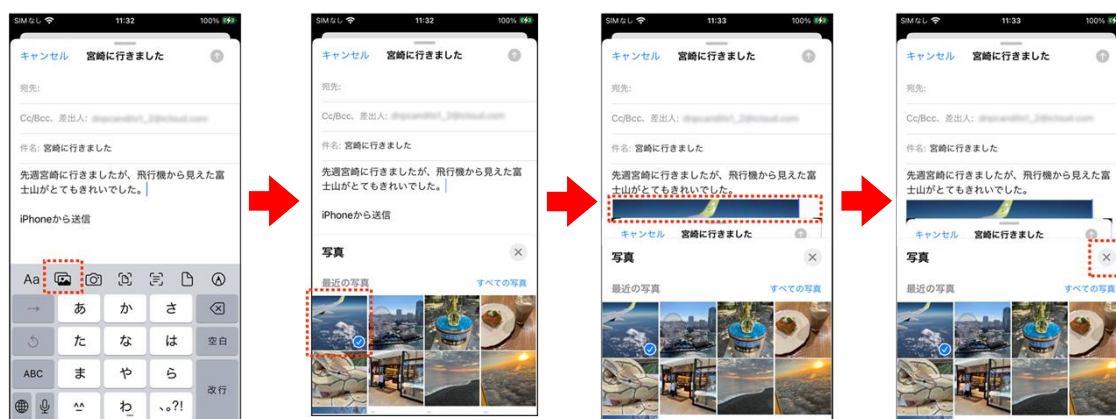 SIMなし 11:32 100%
キャンセル 宮崎に行きました
宛先:
Cc/Bcc、差出人:
件名: 宮崎に行きました
先週宮崎に行きましたが、飛行機から見えた富
士山がとてもきれいでした。
iPhoneから送信
Aa
→ あ か さ
た な は 空白
ABC ま や ら
改行
^^ わ 、。?!
SIMなし 11:32 100%
キャンセル 宮崎に行きました
宛先:
Cc/Bcc、差出人:
件名: 宮崎に行きました
先週宮崎に行きましたが、飛行機から見えた富
士山がとてもきれいでした。
iPhoneから送信
写真
最近の写真 すべての写真
SIMなし 11:33 100%
キャンセル 宮崎に行きました
宛先:
Cc/Bcc、差出人:
件名: 宮崎に行きました
先週宮崎に行きましたが、飛行機から見えた富
士山がとてもきれいでした。
キャンセル 宮崎に行きました
写真
最近の写真 すべての写真
SIMなし 11:33 100%
キャンセル 宮崎に行きました
宛先:
Cc/Bcc、差出人:
件名: 宮崎に行きました
先週宮崎に行きましたが、飛行機から見えた富
士山がとてもきれいでした。
キャンセル 宮崎に行きました
写真
最近の写真 すべての写真